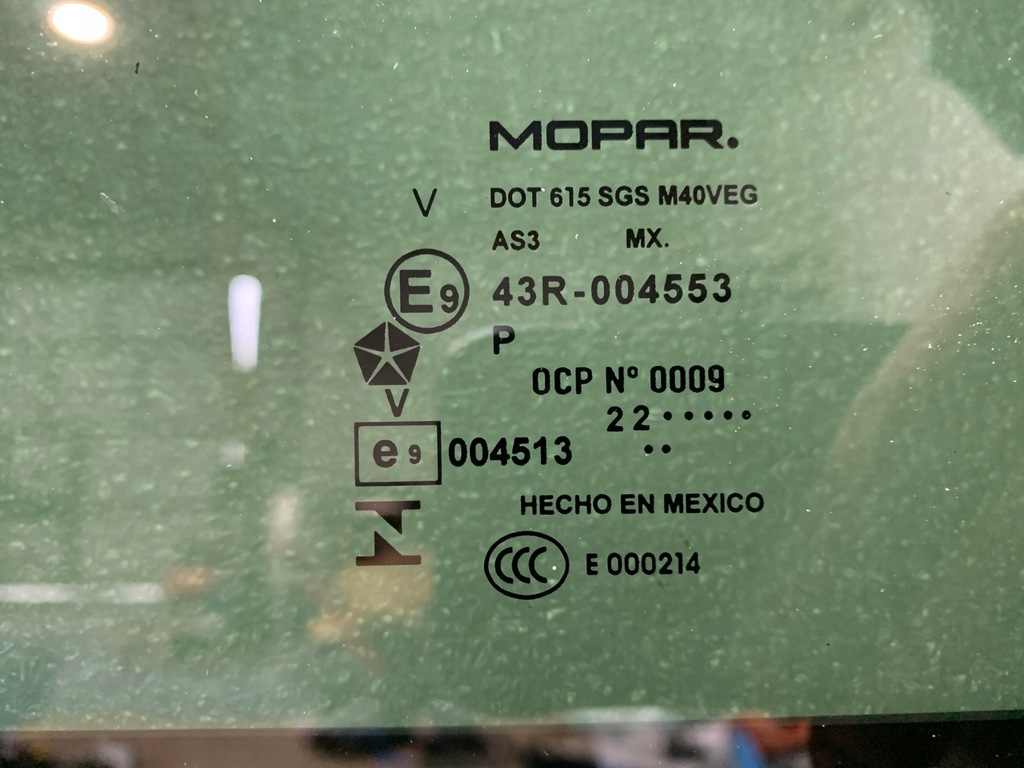 MOPAR.
V DOT 615 SGS M40VEG
AS3 MX.
E9 43R-004553
P
V
OCP Nº 0009
22•••••
••
e9 004513
HECHO EN MEXICO
N
CCC E 000214